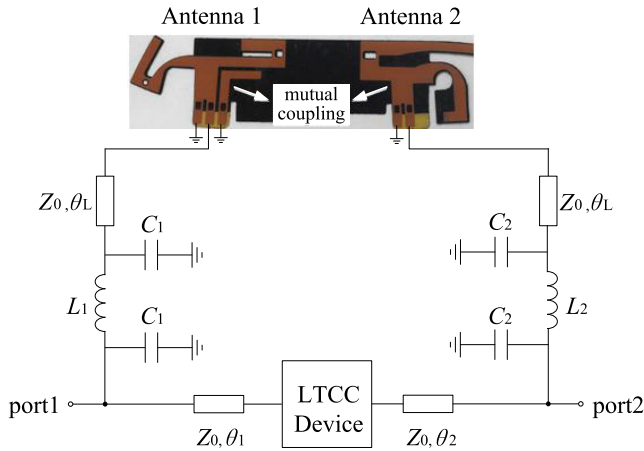 Antenna 1
Antenna 2
mutual
coupling
Z0,θL
Z0,θL
C1
C2
L1
L2
C1
C2
LTCC
Device
port1
port2
Z0,θ1
Z0,θ2